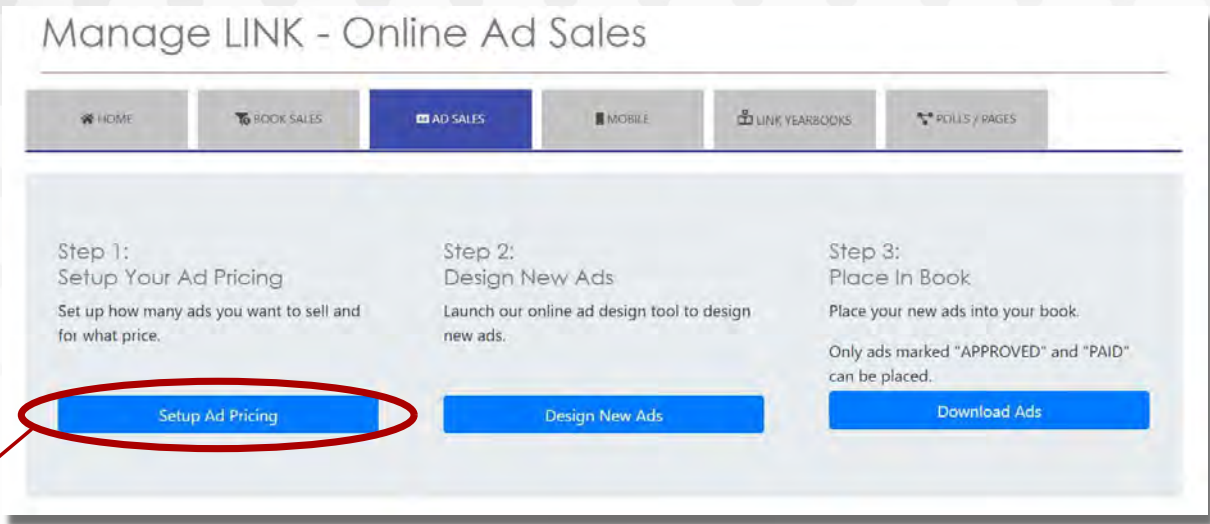 Manage LINK - Online Ad Sales
HOME
BOOK SALES
AD SALES
MOBILE
LINK YEARBOOKS
POLLS / PAGES
Step 1:
Setup Your Ad Pricing
Set up how many ads you want to sell and
for what price.
Setup Ad Pricing
Step 2:
Design New Ads
Launch our online ad design tool to design
new ads.
Design New Ads
Step 3:
Place In Book
Place your new ads into your book.
Only ads marked "APPROVED" and "PAID"
can be placed.
Download Ads